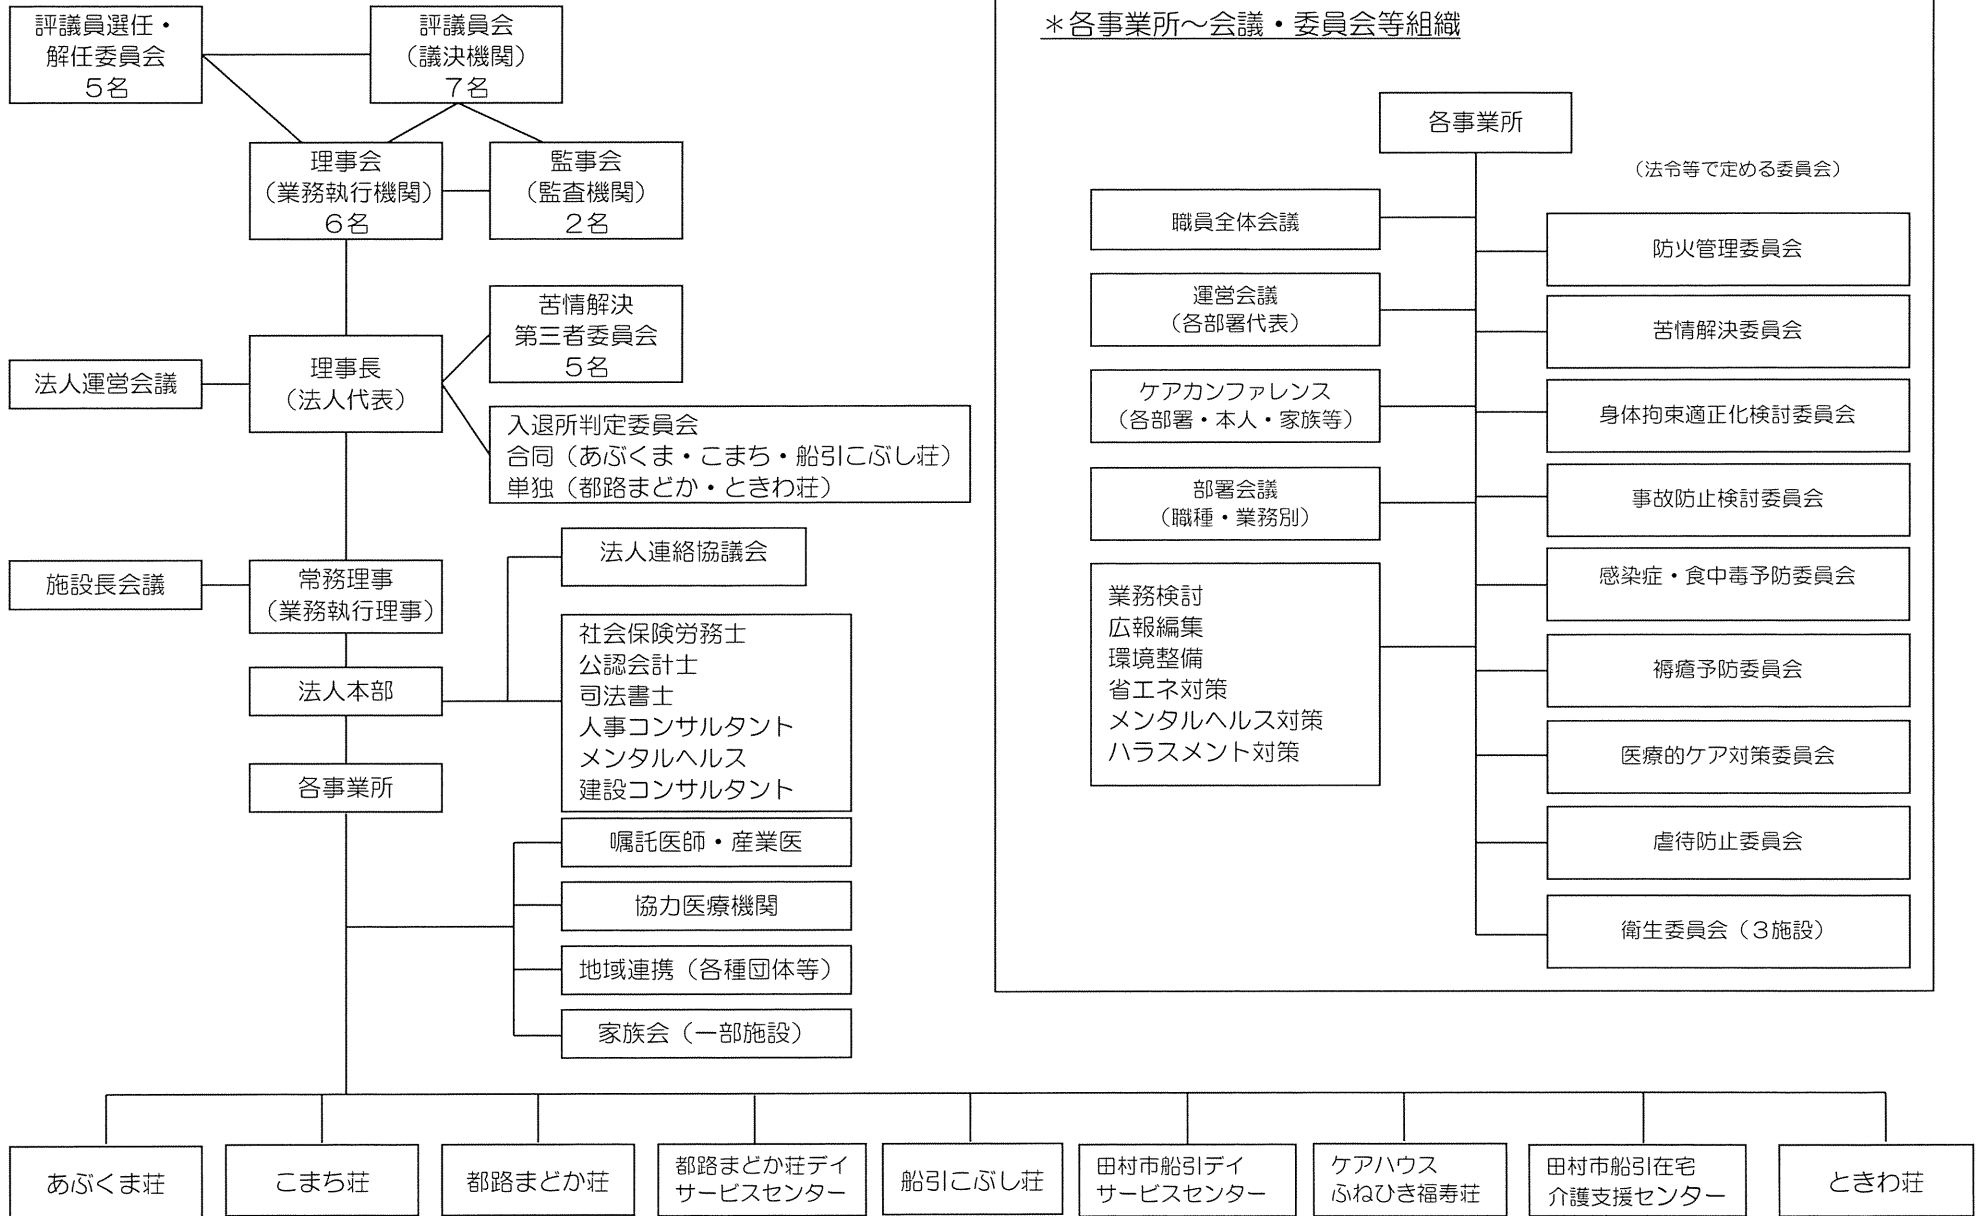 評議員選任・
解任委員会
５名
評議員会
（議決機関）
７名
理事会
（業務執行機関）
６名
監事会
（監査機関）
２名
苦情解決
第三者委員会
５名
法人運営会議
理事長
（法人代表）
入退所判定委員会
合同（あぶくま・こまち・船引こぶし荘）
単独（都路まどか・ときわ荘）
施設長会議
常務理事
（業務執行理事）
法人連絡協議会
法人本部
社会保険労務士
公認会計士
司法書士
人事コンサルタント
メンタルヘルス
建設コンサルタント
各事業所
嘱託医師・産業医
協力医療機関
地域連携（各種団体等）
家族会（一部施設）
あぶくま荘
こまち荘
都路まどか荘
都路まどか荘デイ
サービスセンター
船引こぶし荘
田村市船引デイ
サービスセンター
ケアハウス
ふねひき福寿荘
田村市船引在宅
介護支援センター
ときわ荘
＊各事業所～会議・委員会等組織
各事業所
（法令等で定める委員会）
職員全体会議
運営会議
（各部署代表）
ケアカンファレンス
（各部署・本人・家族等）
部署会議
（職種・業務別）
業務検討
広報編集
環境整備
省エネ対策
メンタルヘルス対策
ハラスメント対策
防火管理委員会
苦情解決委員会
身体拘束適正化検討委員会
事故防止検討委員会
感染症・食中毒予防委員会
褥瘡予防委員会
医療的ケア対策委員会
虐待防止委員会
衛生委員会（３施設）